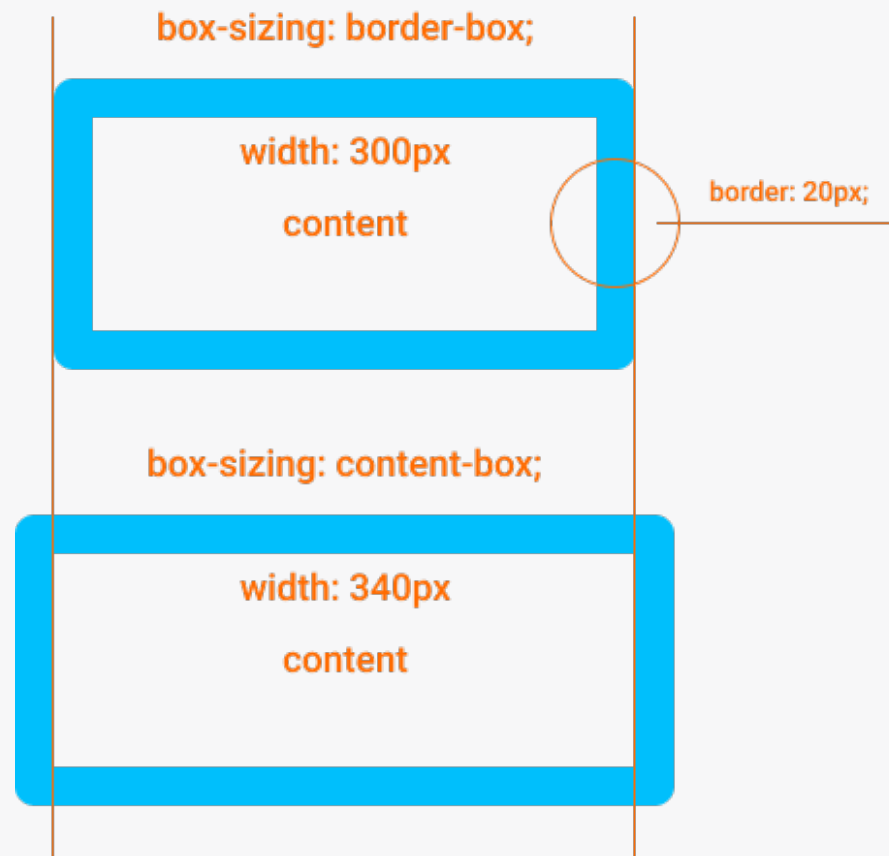 box-sizing: border-box;
width: 300px
content
border: 20px;
box-sizing: content-box;
width: 340px
content